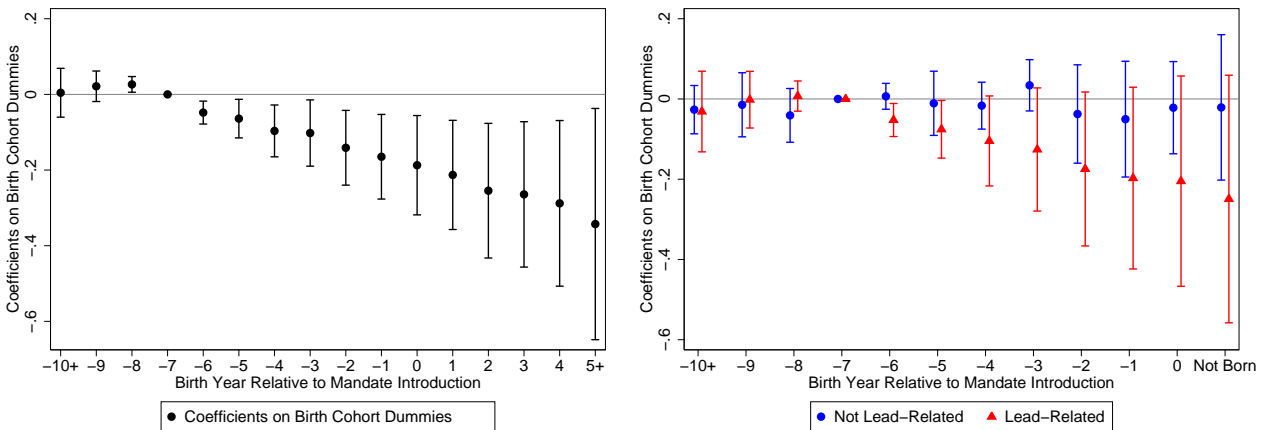 .2
0
−.2
−.4
−.6
Coefficients on Birth Cohort Dummies
−10+ −9 −8 −7 −6 −5 −4 −3 −2 −1 0 1 2 3 4 5+
Birth Year Relative to Mandate Introduction
Coefficients on Birth Cohort Dummies
.2
0
−.2
−.4
−.6
Coefficients on Birth Cohort Dummies
−10+ −9 −8 −7 −6 −5 −4 −3 −2 −1 0 Not Born
Birth Year Relative to Mandate Introduction
Not Lead−Related Lead−Related